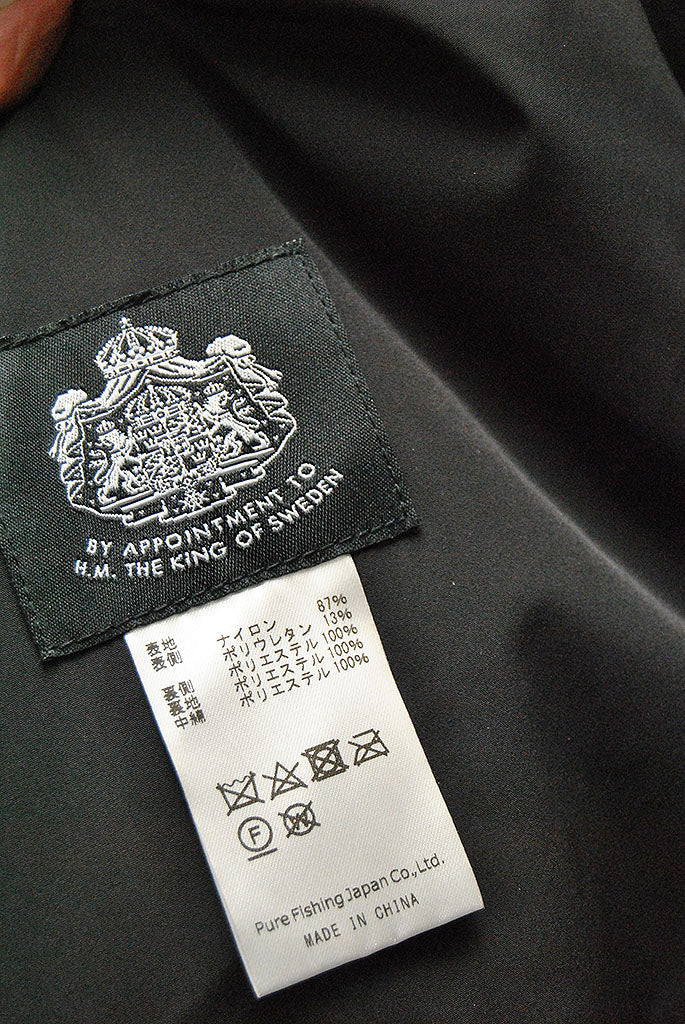 BY APPOINTMENT TO
H.M. THE KING OF SWEDEN
表地 ナイロン 87%
ポリウレタン 13%
表側 ポリエステル 100%
裏側 ポリエステル 100%
裏地
中綿 ポリエステル 100%
F
W
Pure Fishing Japan Co.,Ltd.
MADE IN CHINA